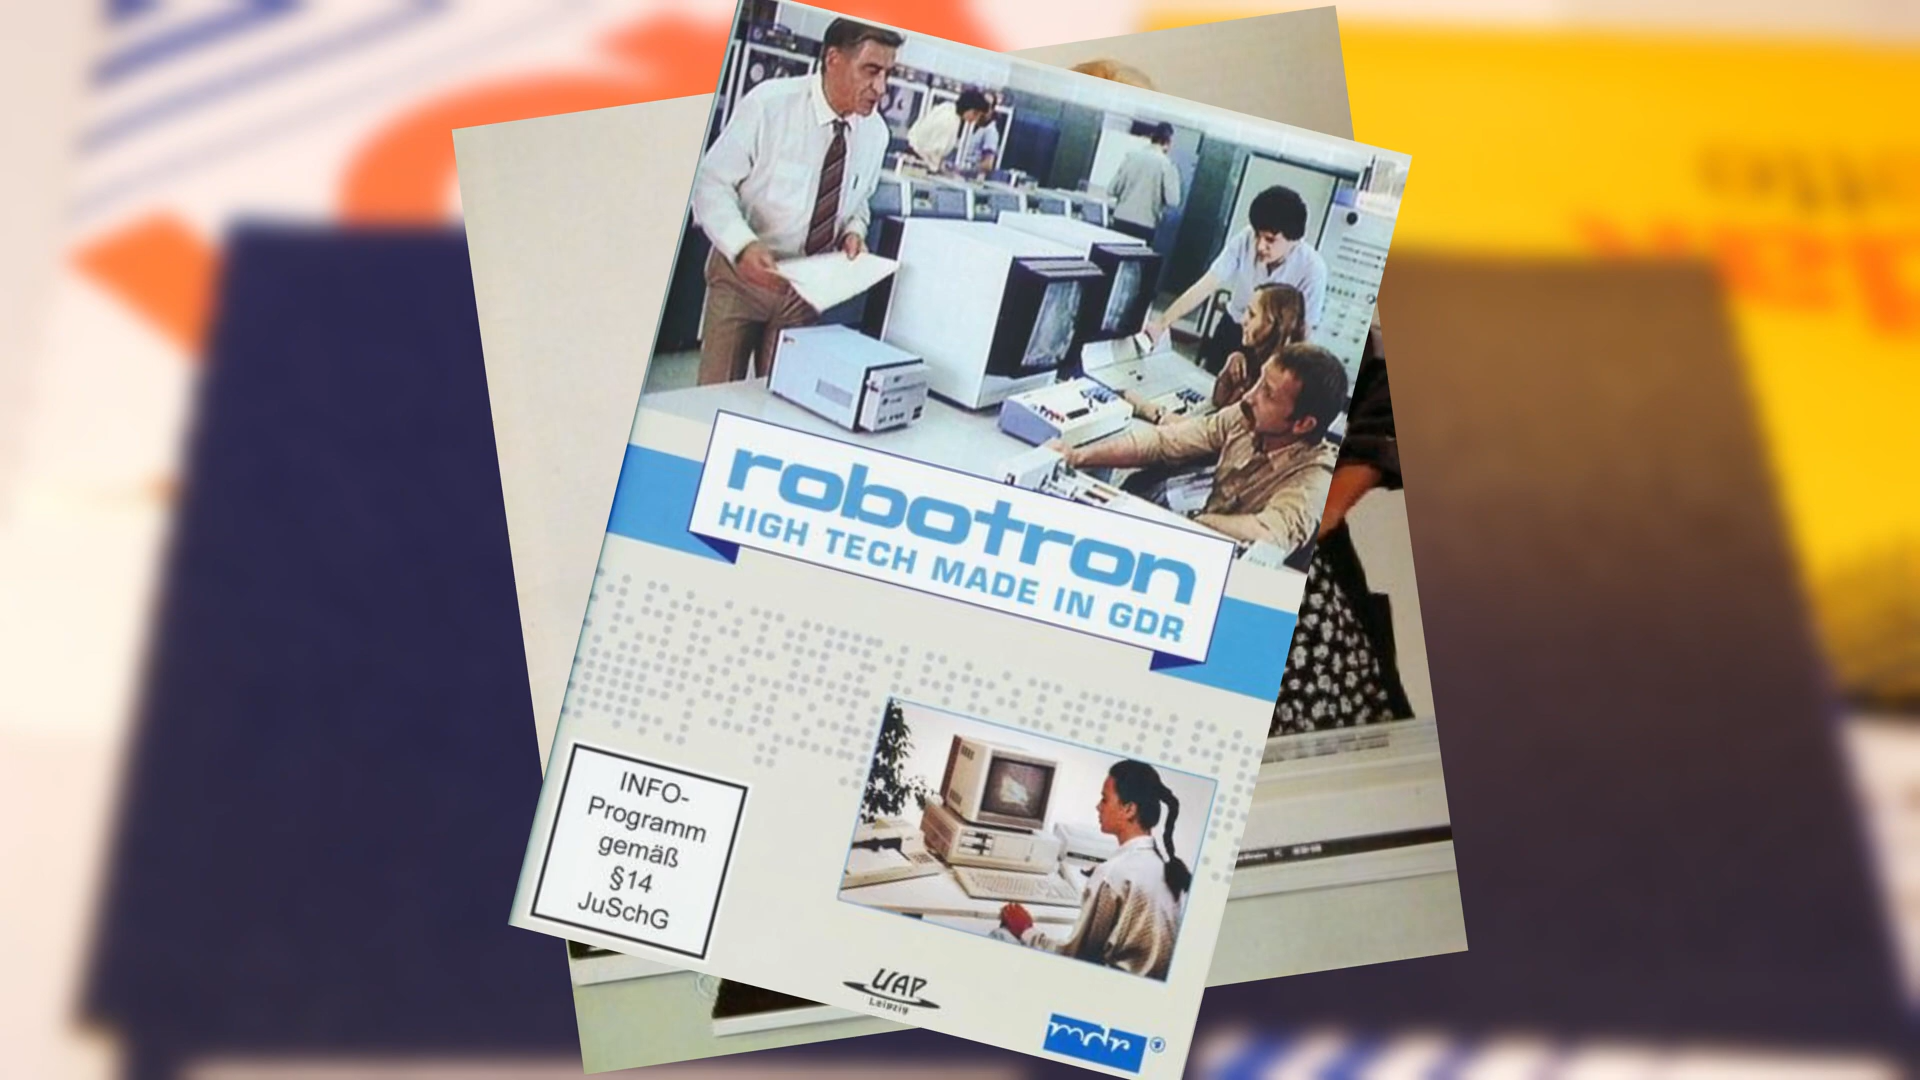 robotron
HIGH TECH MADE IN GDR
INFO-
Programm
gemäß
§14
JuSchG
UAP
Leipzig
mdr